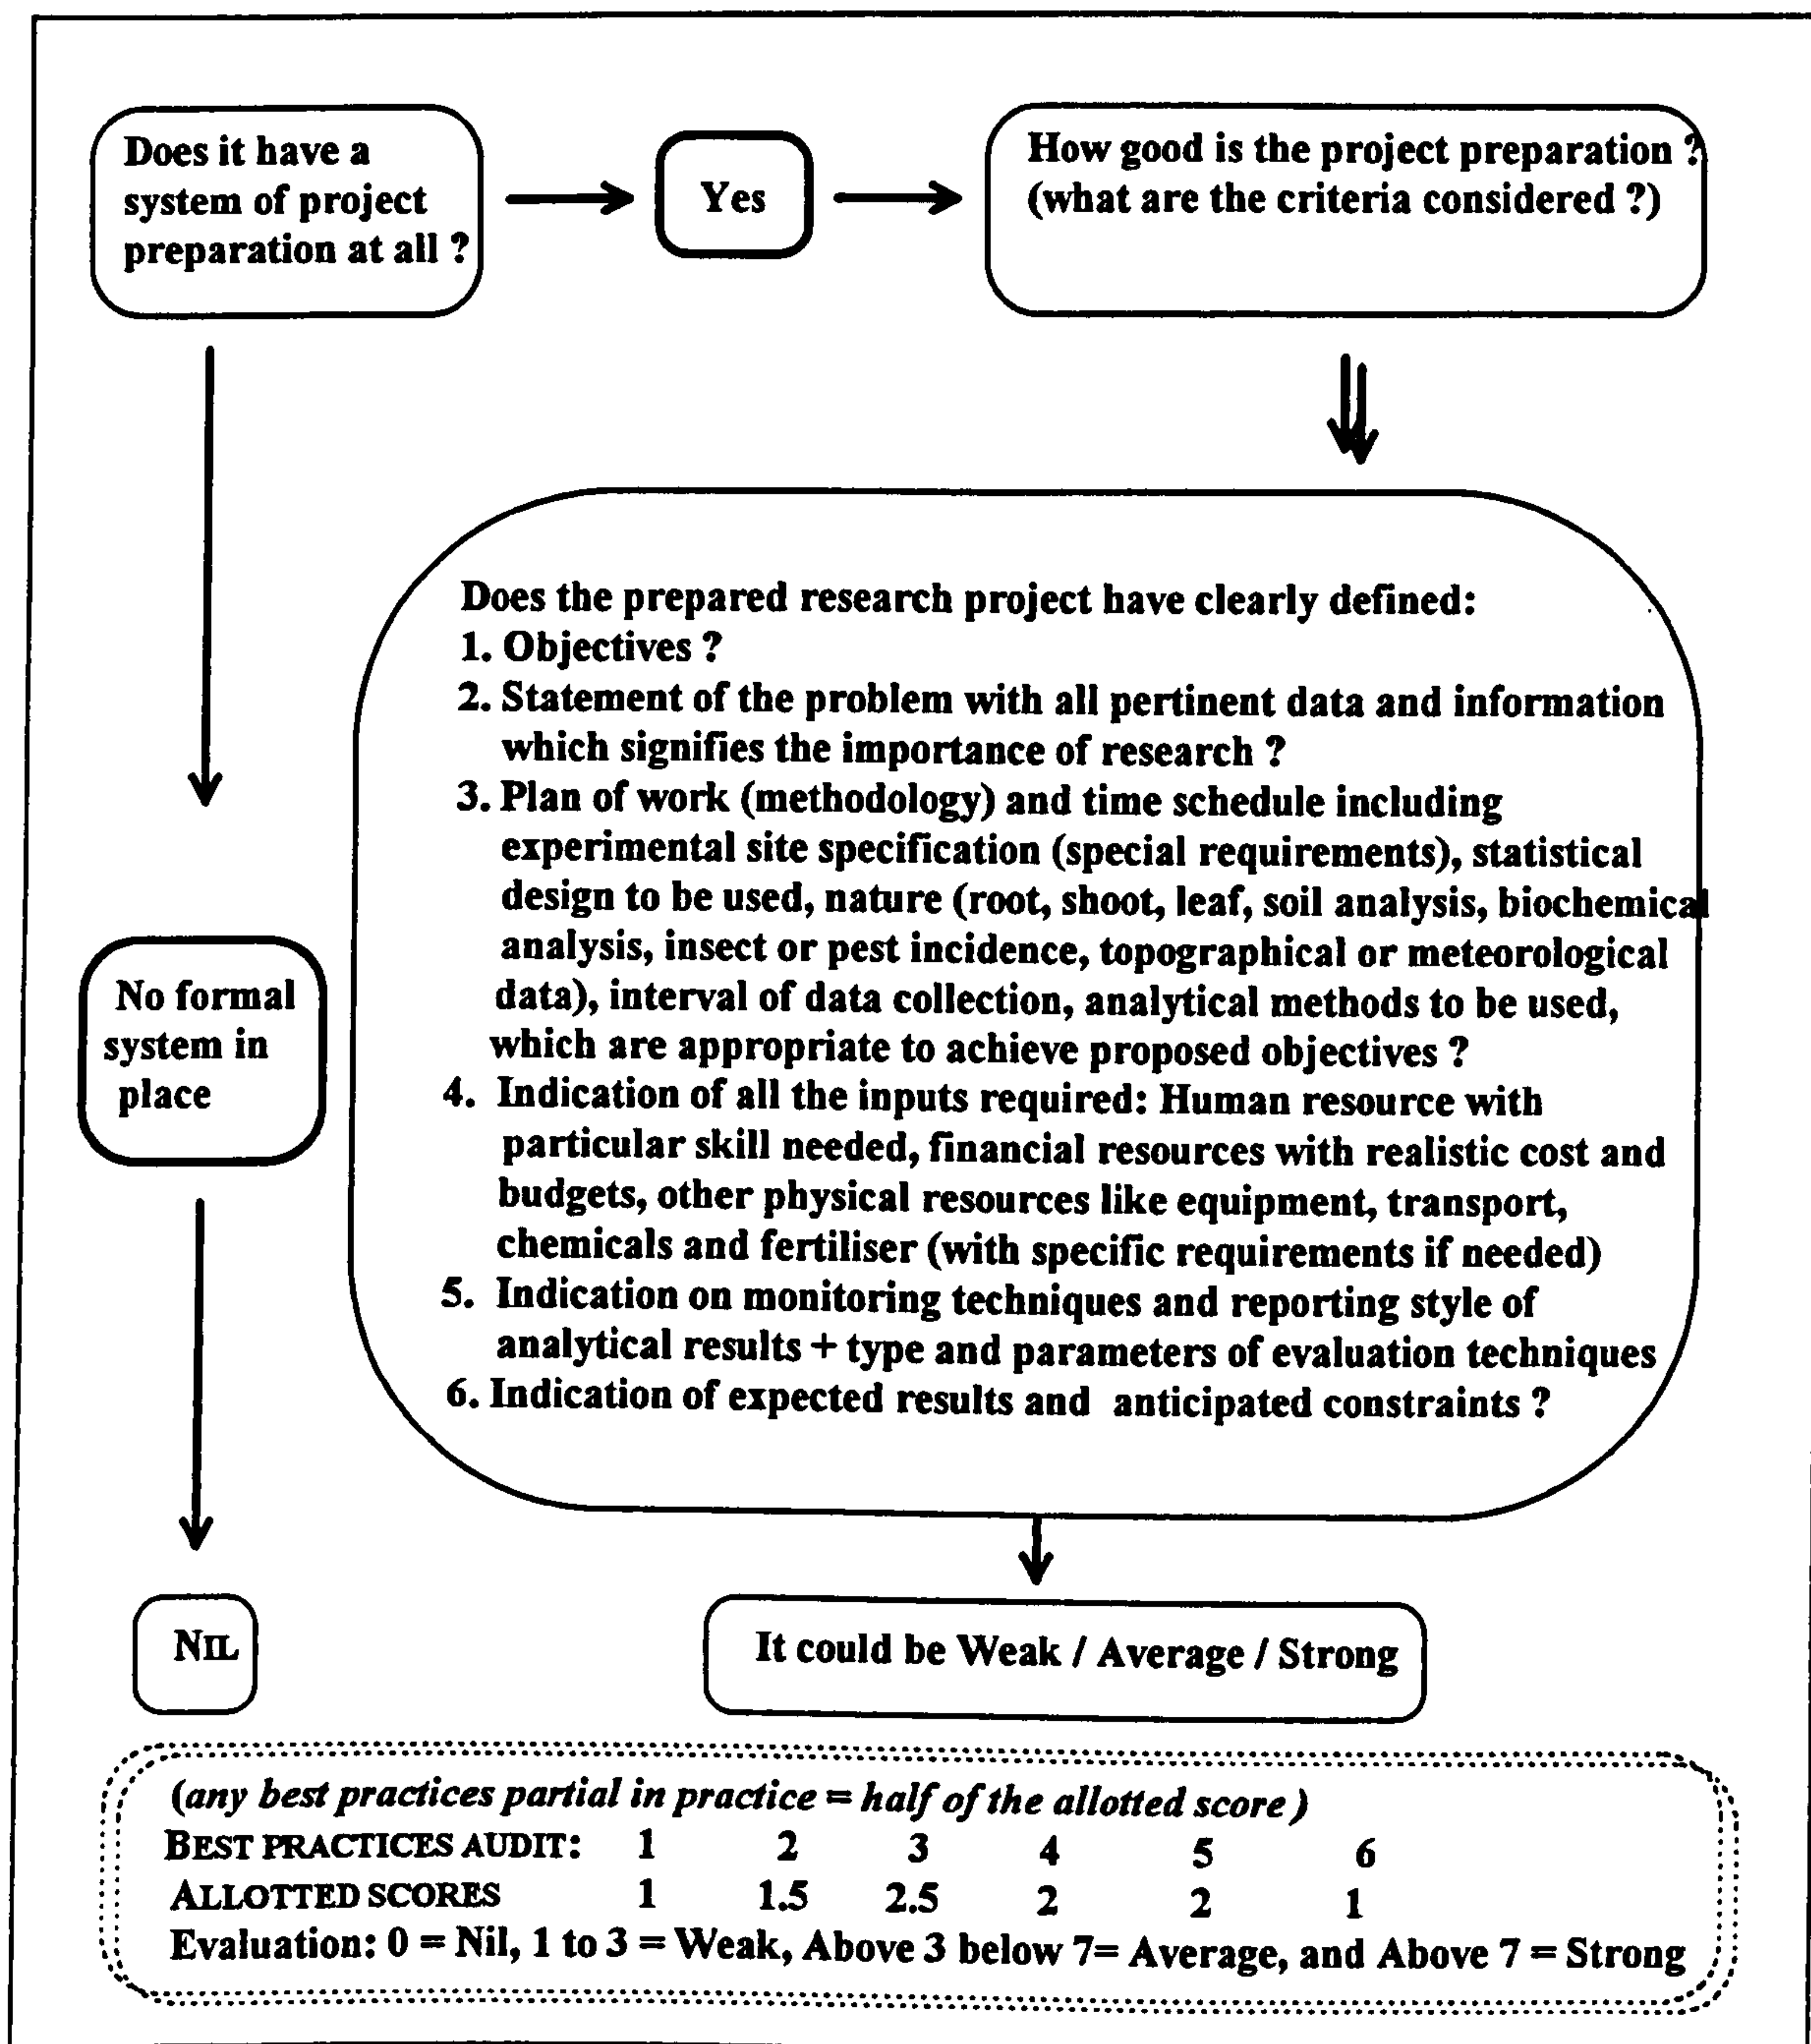 Does it have a
system of project
preparation at all ?
Yes
How good is the project preparation ?
(what are the criteria considered ?)
Does the prepared research project have clearly defined:
1. Objectives ?
2. Statement of the problem with all pertinent data and information
which signifies the importance of research ?
3. Plan of work (methodology) and time schedule including
experimental site specification (special requirements), statistical
design to be used, nature (root, shoot, leaf, soil analysis, biochemical
analysis, insect or pest incidence, topographical or meteorological
data), interval of data collection, analytical methods to be used,
which are appropriate to achieve proposed objectives ?
4. Indication of all the inputs required: Human resource with
particular skill needed, financial resources with realistic cost and
budgets, other physical resources like equipment, transport,
chemicals and fertiliser (with specific requirements if needed)
5. Indication on monitoring techniques and reporting style of
analytical results + type and parameters of evaluation techniques
6. Indication of expected results and anticipated constraints ?
No formal
system in
place
NIL
It could be Weak / Average / Strong
(any best practices partial in practice = half of the allotted score)
BEST PRACTICES AUDIT: 1 2 3 4 5 6
ALLOTTED SCORES 1 1.5 2.5 2 2 1
Evaluation: 0 = Nil, 1 to 3 = Weak, Above 3 below 7= Average, and Above 7 = Strong